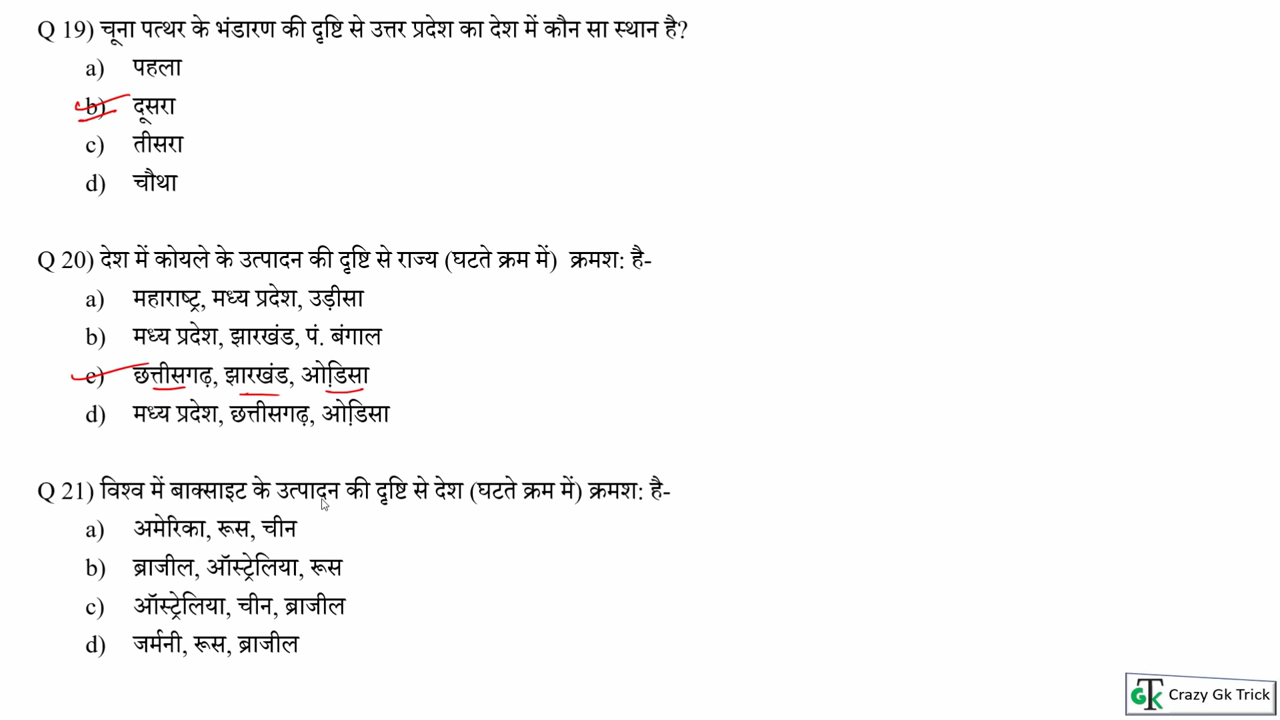 Q 19) चूना पत्थर के भंडारण की दृष्टि से उत्तर प्रदेश का देश में कौन सा स्थान है?
a) पहला
b) दूसरा
c) तीसरा
d) चौथा
Q 20) देश में कोयले के उत्पादन की दृष्टि से राज्य (घटते क्रम में) क्रमश: है-
a) महाराष्ट्र, मध्य प्रदेश, उड़ीसा
b) मध्य प्रदेश, झारखंड, पं. बंगाल
c) छत्तीसगढ़, झारखंड, ओडि़सा
d) मध्य प्रदेश, छत्तीसगढ़, ओडि़सा
Q 21) विश्व में बाक्साइट के उत्पादन की दृष्टि से देश (घटते क्रम में) क्रमश: है-
a) अमेरिका, रूस, चीन
b) ब्राजील, ऑस्ट्रेलिया, रूस
c) ऑस्ट्रेलिया, चीन, ब्राजील
d) जर्मनी, रूस, ब्राजील
GTK Crazy Gk Trick